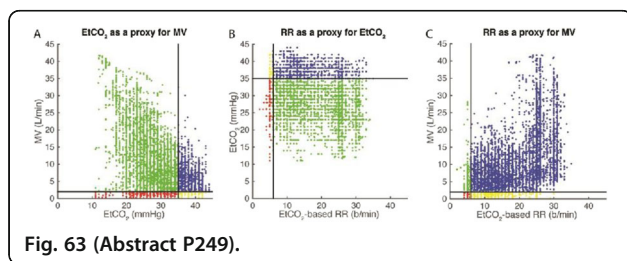 A EtCO₂ as a proxy for MV
B RR as a proxy for EtCO₂
C RR as a proxy for MV
MV (L/min)
45
40
35
30
25
20
15
10
5
0
0 10 20 30 40
EtCO₂ (mmHg)
EtCO₂ (mmHg)
45
40
35
30
25
20
15
10
5
0
0 10 20 30 40
EtCO₂-based RR (b/min)
MV (L/min)
45
40
35
30
25
20
15
10
5
0
0 10 20 30 40
EtCO₂-based RR (b/min)
Fig. 63 (Abstract P249).